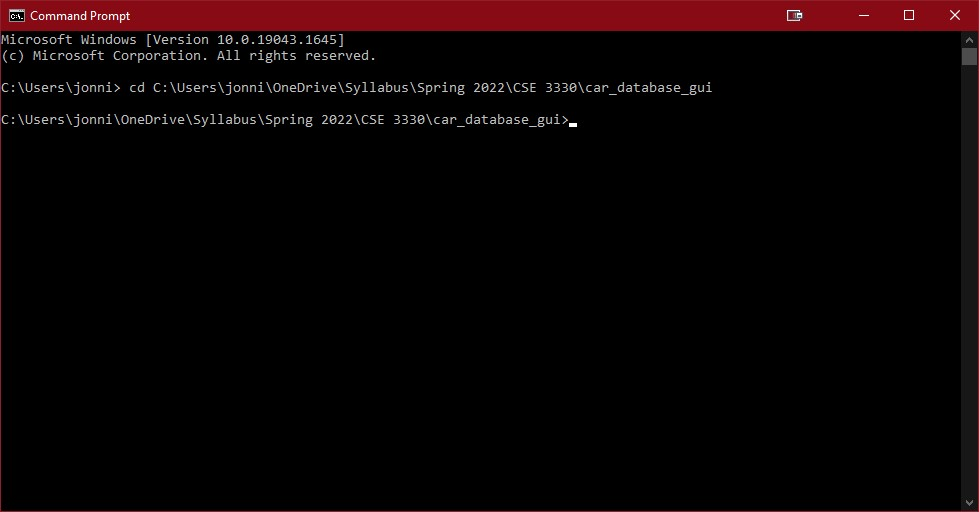 Command Prompt
Microsoft Windows [Version 10.0.19043.1645]
(c) Microsoft Corporation. All rights reserved.
C:\Users\jonni> cd C:\Users\jonni\OneDrive\Syllabus\Spring 2022\CSE 3330\car_database_gui
C:\Users\jonni\OneDrive\Syllabus\Spring 2022\CSE 3330\car_database_gui>